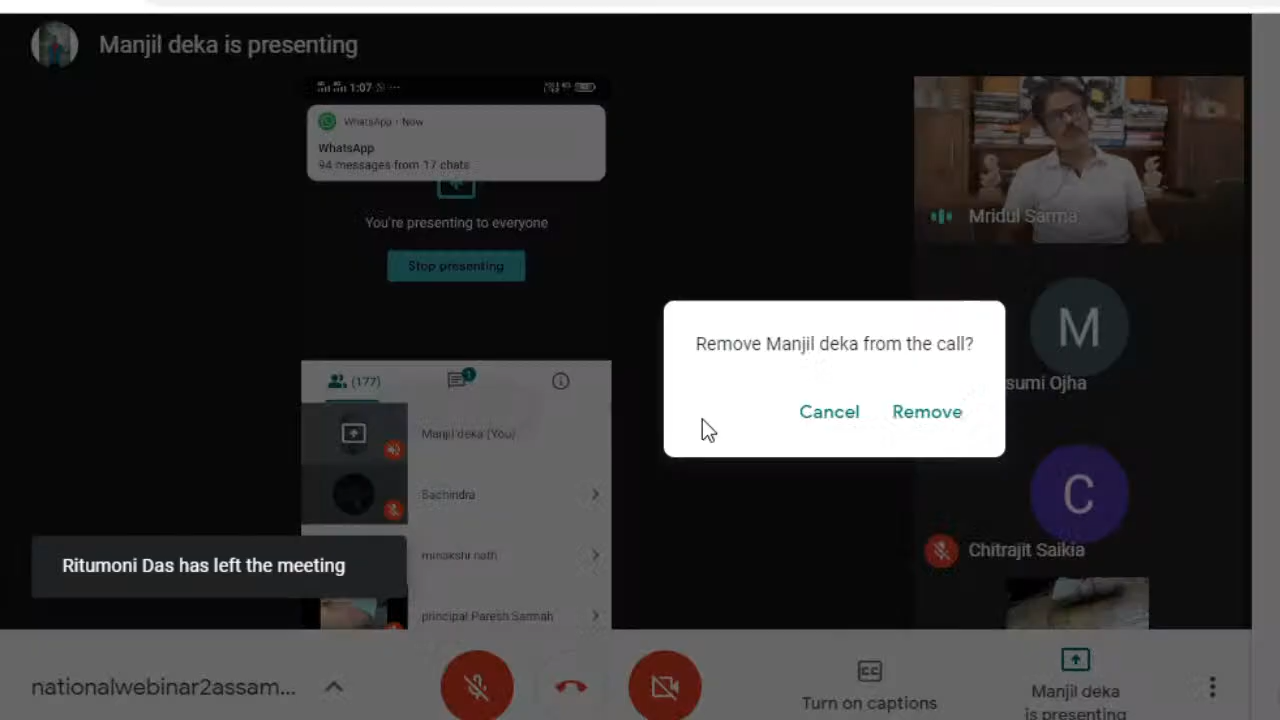 Manjil deka is presenting
1:07
WhatsApp • Now
WhatsApp
94 messages from 17 chats
You're presenting to everyone
Stop presenting
(177)
1
Manjil deka (You)
Sachindra
minakshi nath
principal Paresh Sarmah
Ritumoni Das has left the meeting
Remove Manjil deka from the call?
Cancel
Remove
Mridul Sarma
M
sumi Ojha
C
Chitrajit Saikia
nationalwebinar2assam...
CC
Turn on captions
Manjil deka
is presenting